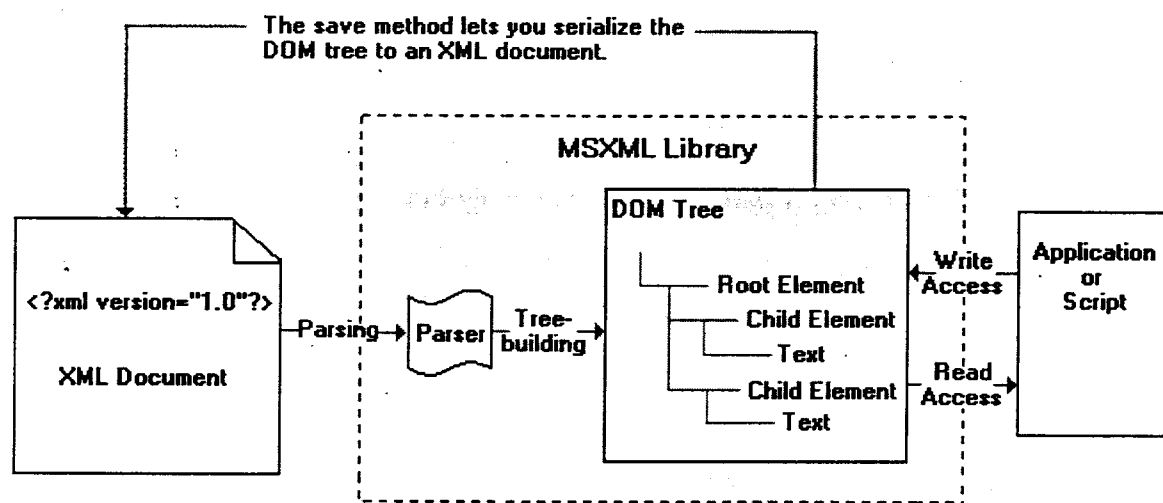 The save method lets you serialize the
DOM tree to an XML document.
MSXML Library
DOM Tree
Root Element
Child Element
Text
Child Element
Text
<?xml version="1.0"?>
XML Document
Parsing
Parser
Tree-
building
Write
Access
Read
Access
Application
or
Script